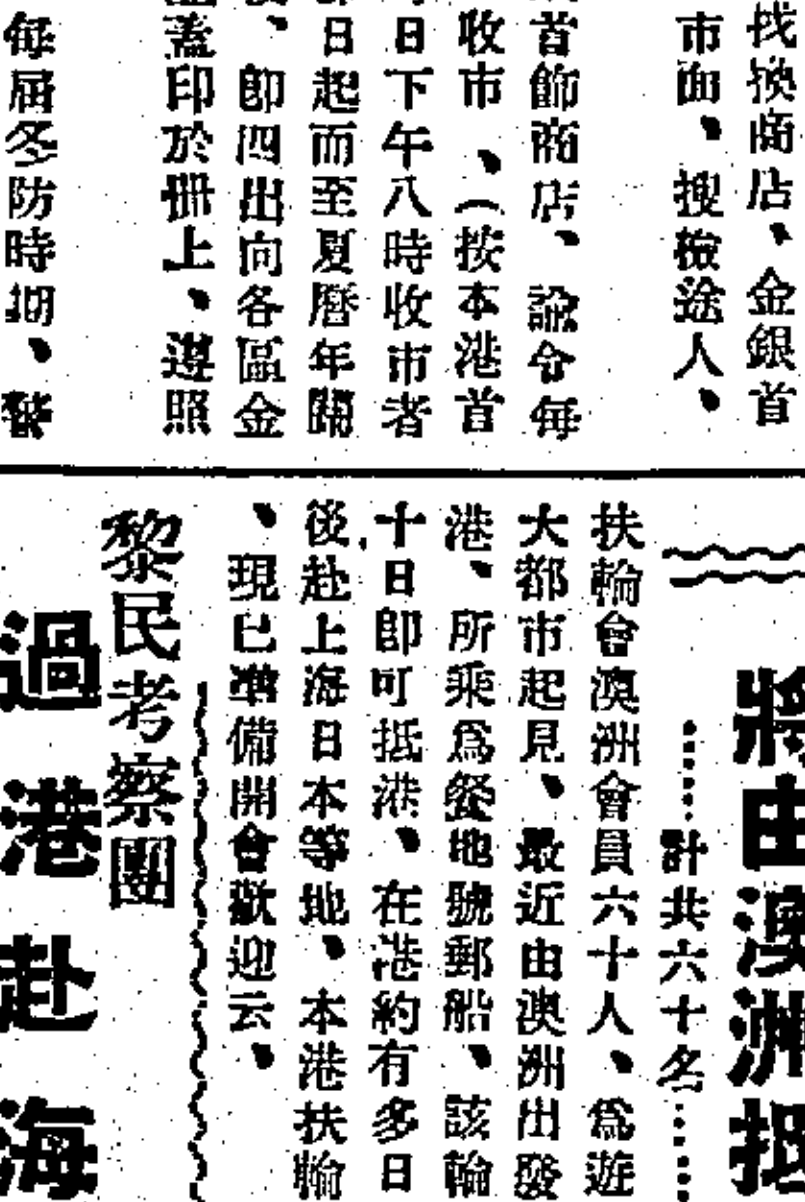 找換商店、金銀首
市面、搜檢途人、
首飾商店、諭令每
收市、（按本港首
日下午八時收市者
日起而至夏曆年關
、即四出向各區金
蓋印於冊上、遵照
每屆冬防時期、警
將由澳洲抵
……計共六十名……
扶輪會澳洲會員六十人、爲遊
大都市起見、最近由澳洲出發
港、所乘爲餐地號郵船、該輪
十日即可抵港、在港約有多日
後赴上海日本等地、本港扶輪
、現已準備開會歡迎云、
黎民考察團
過港赴海